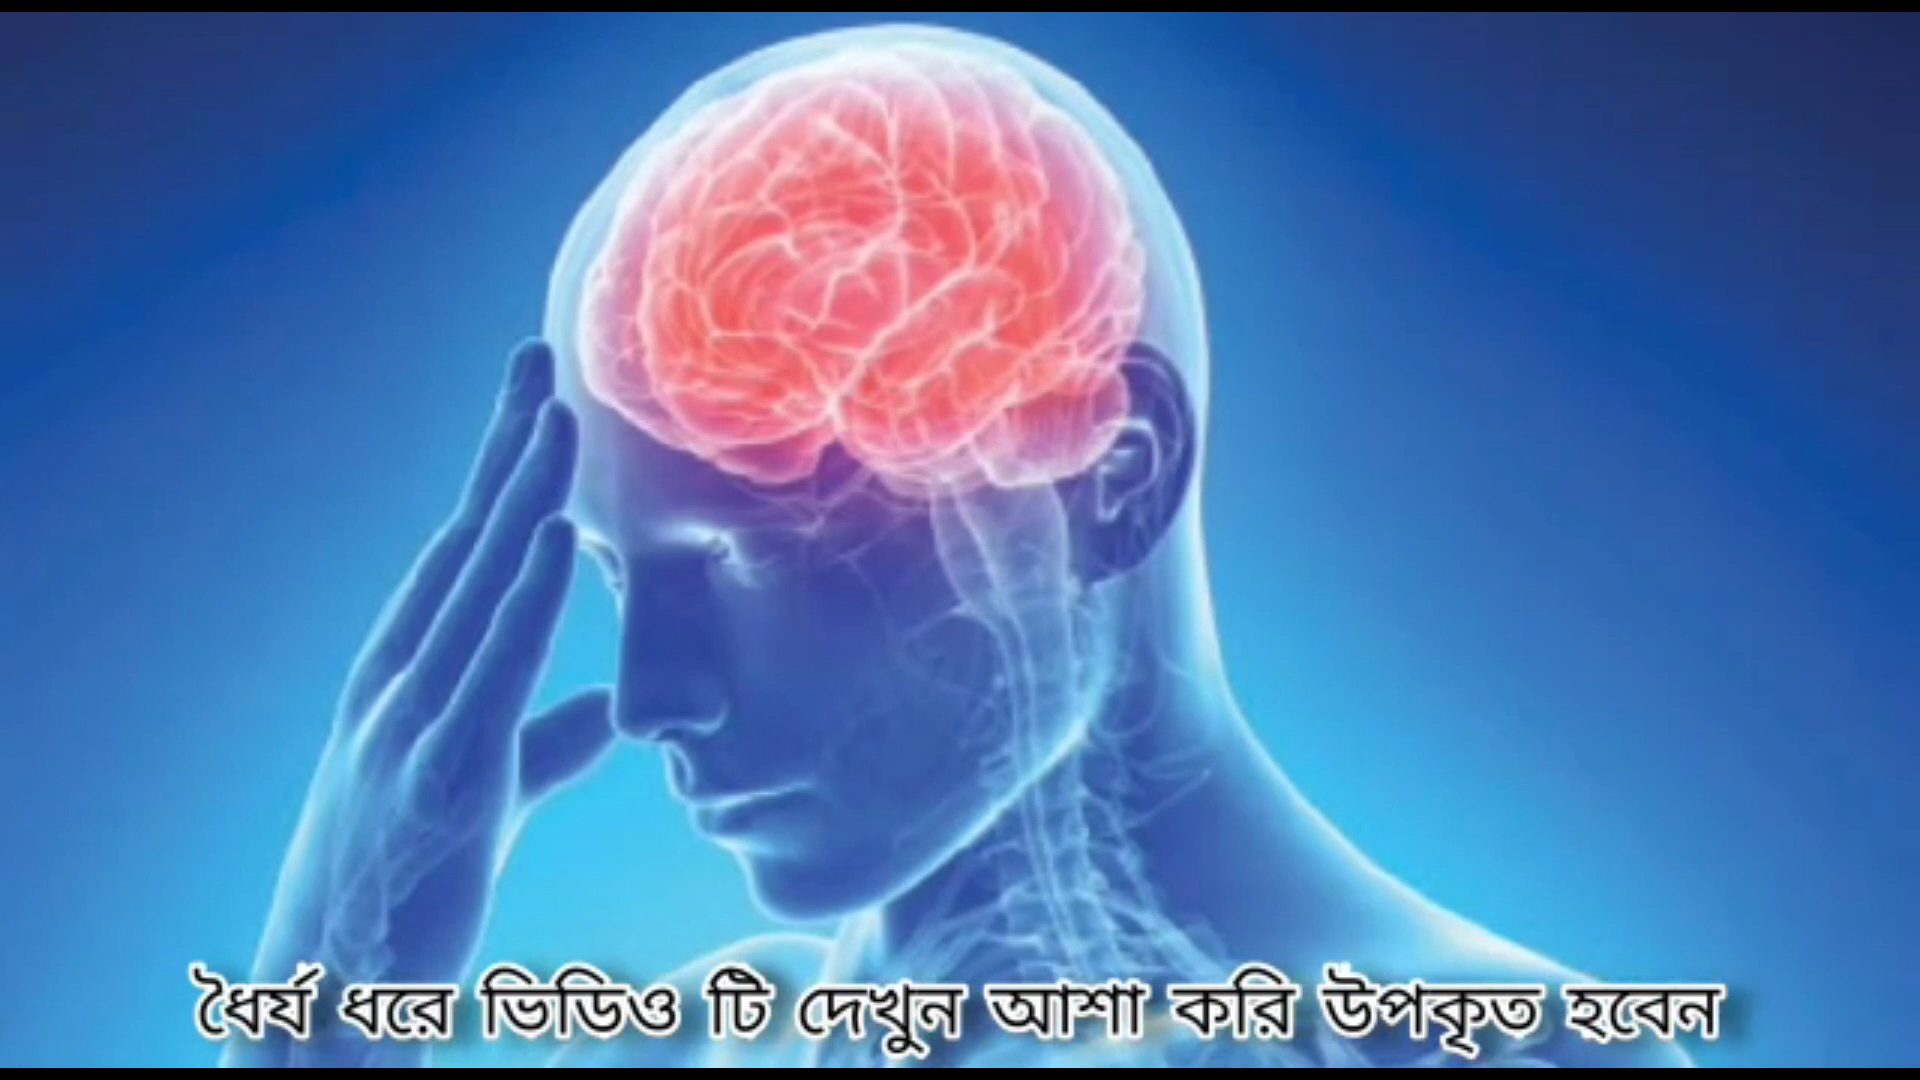 ধৈর্য ধরে ভিডিও টি দেখুন আশা করি উপকৃত হবেন